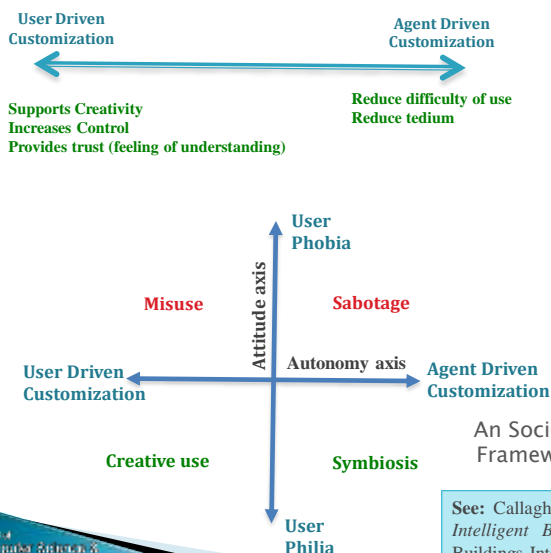 User Driven
Customization
Agent Driven
Customization
Supports Creativity
Increases Control
Provides trust (feeling of understanding)
Reduce difficulty of use
Reduce tedium
User
Phobia
Attitude axis
Misuse
Sabotage
User Driven
Customization
Autonomy axis
Agent Driven
Customization
An Soci
Framew
Creative use
Symbiosis
See: Callagh
Intelligent B
Buildings Int
User
Philia